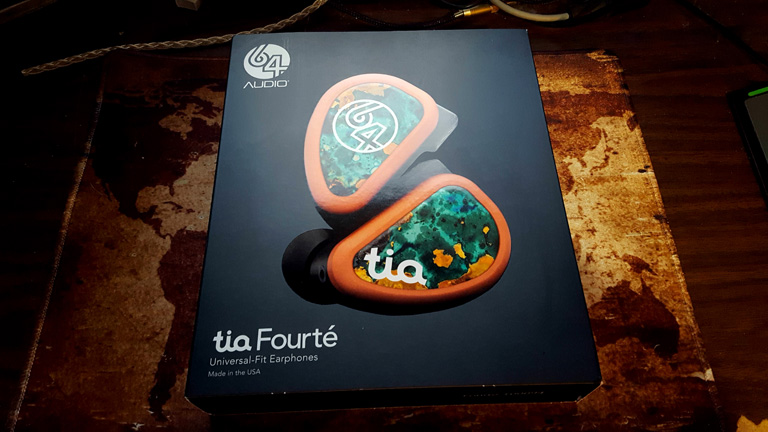 64
AUDIO
64
tia
tia Fourté
Universal-Fit Earphones
Made in the USA